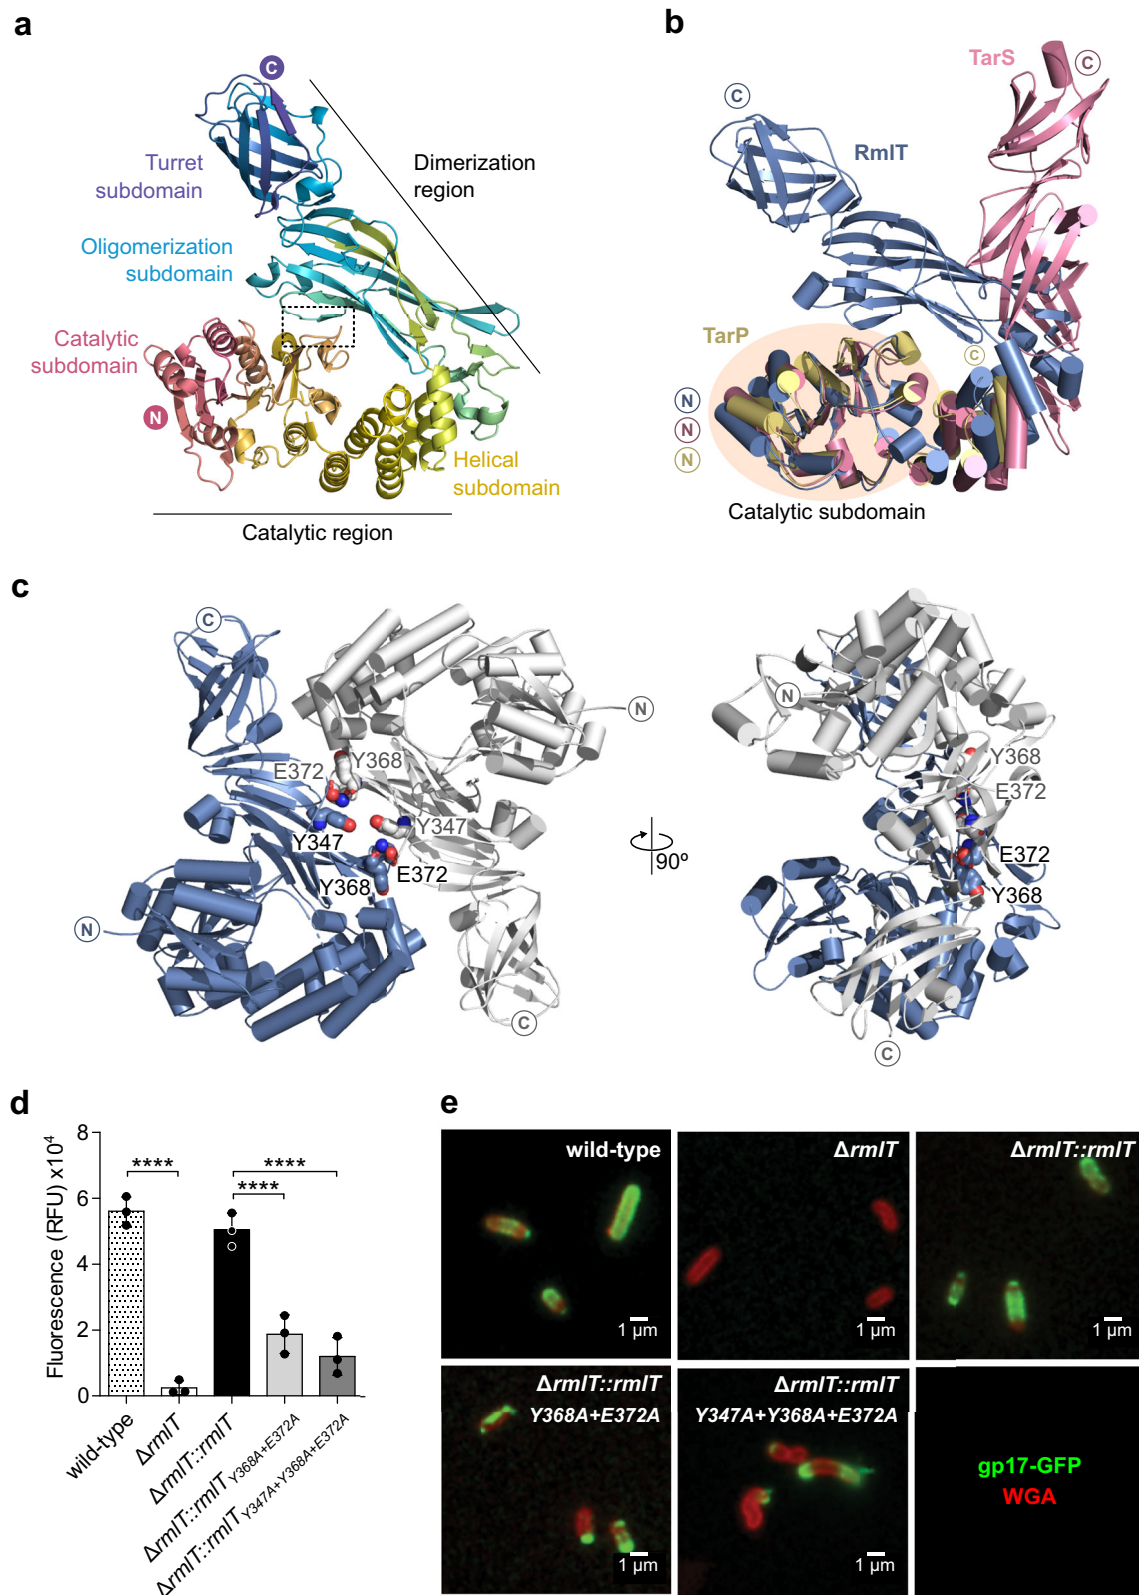 a
C
Turret
subdomain
Dimerization
region
Oligomerization
subdomain
Catalytic
subdomain
N
Helical
subdomain
Catalytic region
b
TarS
C
C
RmlT
TarP
C
N
N
N
Catalytic subdomain
c
C
N
Y368
E372
Y347
Y347
E372
Y368
N
C
90º
N
Y368
E372
E372
Y368
C
d
Fluorescence (RFU) x10⁴
8
6
4
2
0
****
****
****
wild-type
ΔrmlT
ΔrmlT::rmlT
ΔrmlT::rmlT Y368A+E372A
ΔrmlT::rmlT Y347A+Y368A+E372A
e
wild-type
1 µm
ΔrmlT
1 µm
ΔrmlT::rmlT
1 µm
ΔrmlT::rmlT
Y368A+E372A
1 µm
ΔrmlT::rmlT
Y347A+Y368A+E372A
1 µm
gp17-GFP
WGA